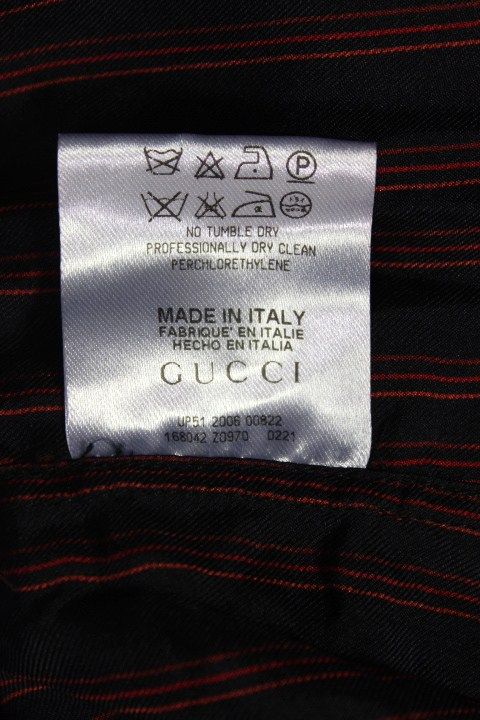 P
NO TUMBLE DRY
PROFESSIONALLY DRY CLEAN
PERCHLORETHYLENE
MADE IN ITALY
FABRIQUE' EN ITALIE
HECHO EN ITALIA
GUCCI
UP51 2006 00822
168042 Z0970 0221